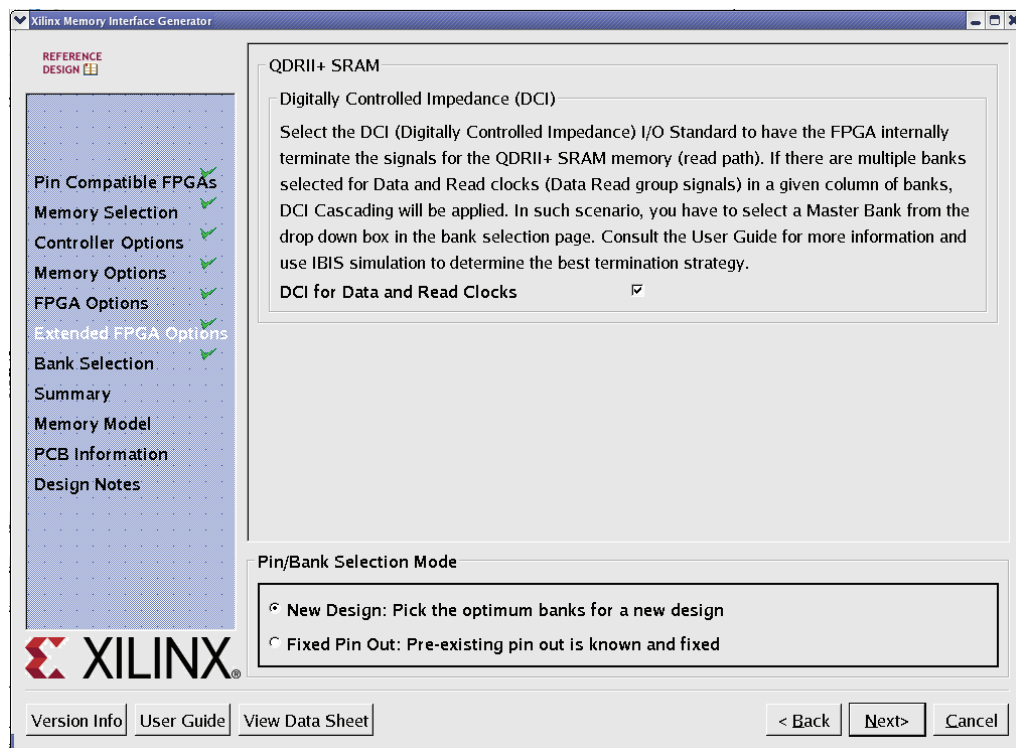 Xilinx Memory Interface Generator
REFERENCE
DESIGN
Pin Compatible FPGAs
Memory Selection
Controller Options
Memory Options
FPGA Options
Extended FPGA Options
Bank Selection
Summary
Memory Model
PCB Information
Design Notes
XILINX®
QDRII+ SRAM
Digitally Controlled Impedance (DCI)
Select the DCI (Digitally Controlled Impedance) I/O Standard to have the FPGA internally
terminate the signals for the QDRII+ SRAM memory (read path). If there are multiple banks
selected for Data and Read clocks (Data Read group signals) in a given column of banks,
DCI Cascading will be applied. In such scenario, you have to select a Master Bank from the
drop down box in the bank selection page. Consult the User Guide for more information and
use IBIS simulation to determine the best termination strategy.
DCI for Data and Read Clocks
Pin/Bank Selection Mode
New Design: Pick the optimum banks for a new design
Fixed Pin Out: Pre-existing pin out is known and fixed
Version Info User Guide View Data Sheet < Back Next> Cancel